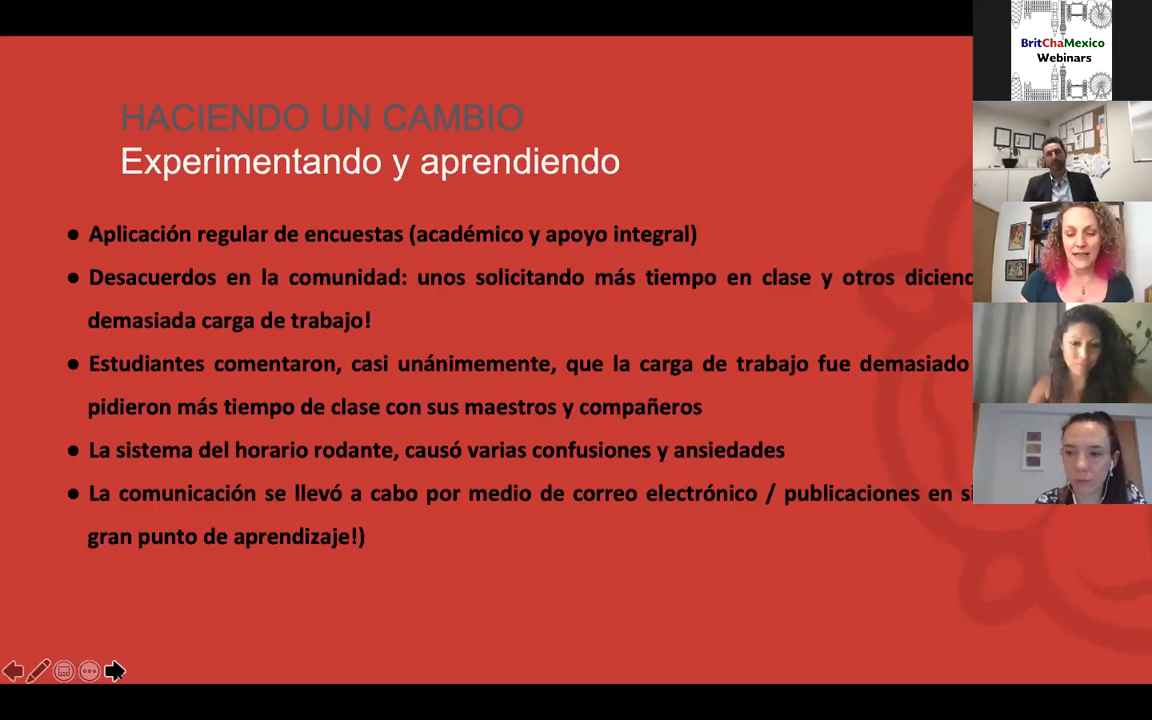 BritChaMexico
Webinars
HACIENDO UN CAMBIO
Experimentando y aprendiendo
● Aplicación regular de encuestas (académico y apoyo integral)
● Desacuerdos en la comunidad: unos solicitando más tiempo en clase y otros
demasiada carga de trabajo!
● Estudiantes comentaron, casi unánimemente, que la carga de trabajo fue demasiado
pidieron más tiempo de clase con sus maestros y compañeros
● La sistema del horario rodante, causó varias confusiones y ansiedades
● La comunicación se llevó a cabo por medio de correo electrónico / publicaciones en
gran punto de aprendizaje!)